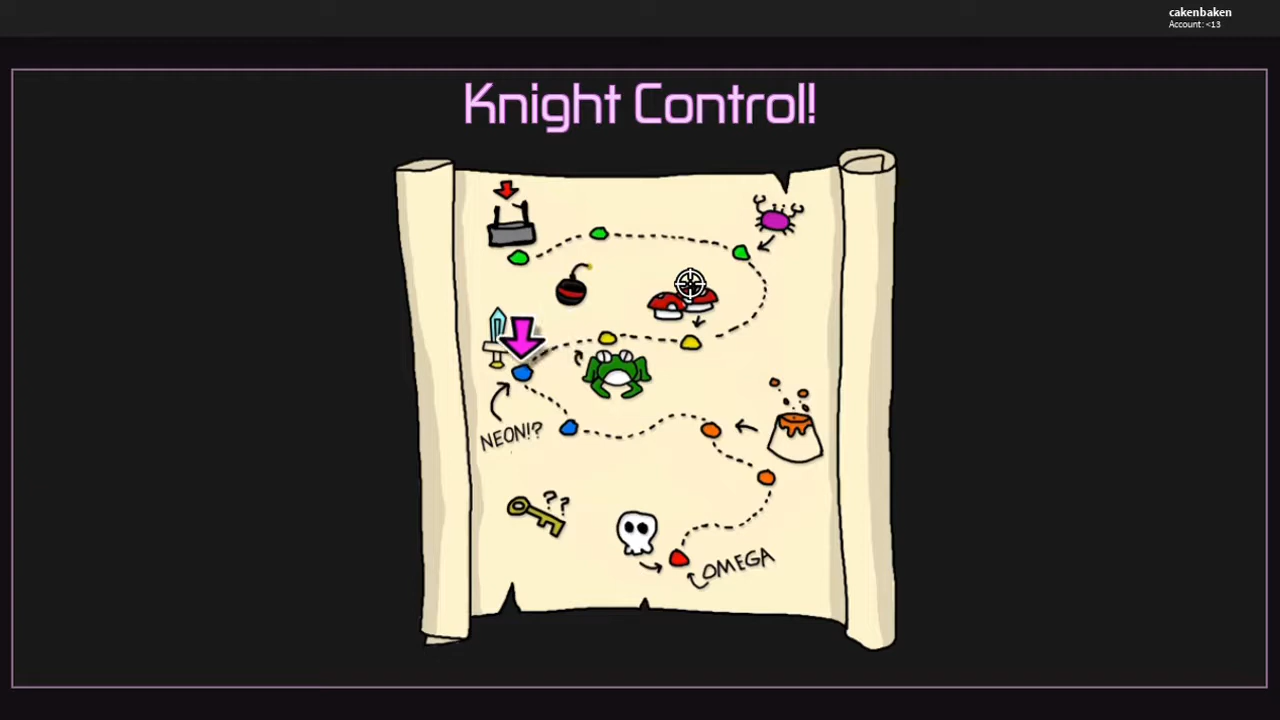 cakenbaken
Account: <13
Knight Control!
NEON!?
??
OMEGA